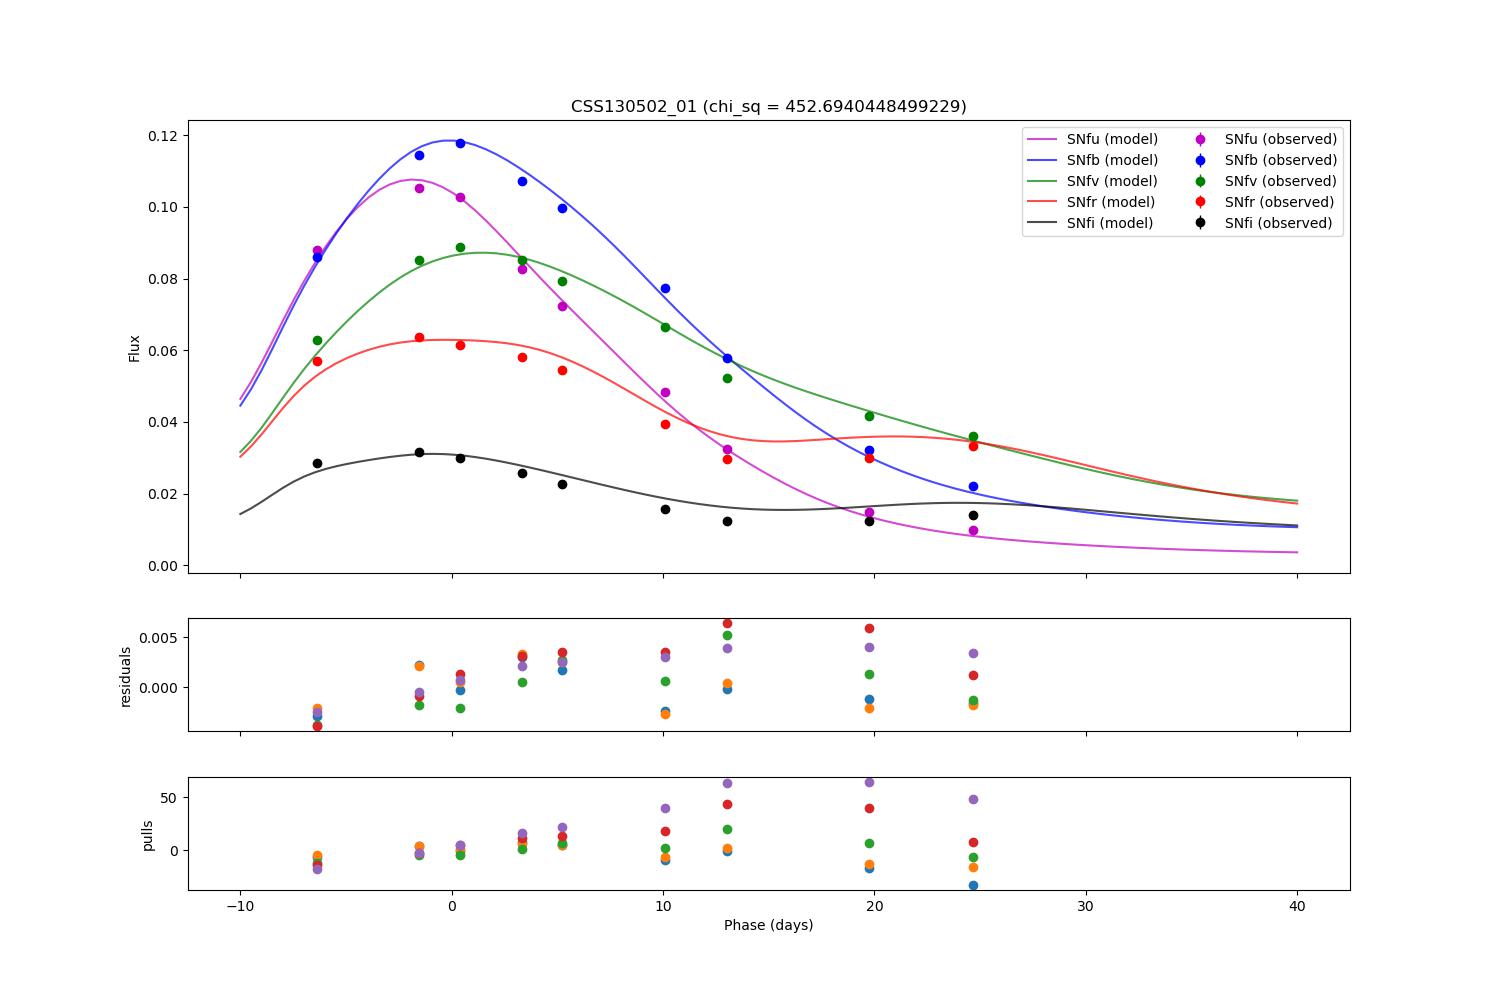 CSS130502_01 (chi_sq = 452.6940448499229)
SNfu (model) SNfu (observed)
SNfb (model) SNfb (observed)
SNfv (model) SNfv (observed)
SNfr (model) SNfr (observed)
SNfi (model) SNfi (observed)
Flux
0.12
0.10
0.08
0.06
0.04
0.02
0.00
residuals
0.005
0.000
pulls
50
0
−10 0 10 20 30 40
Phase (days)